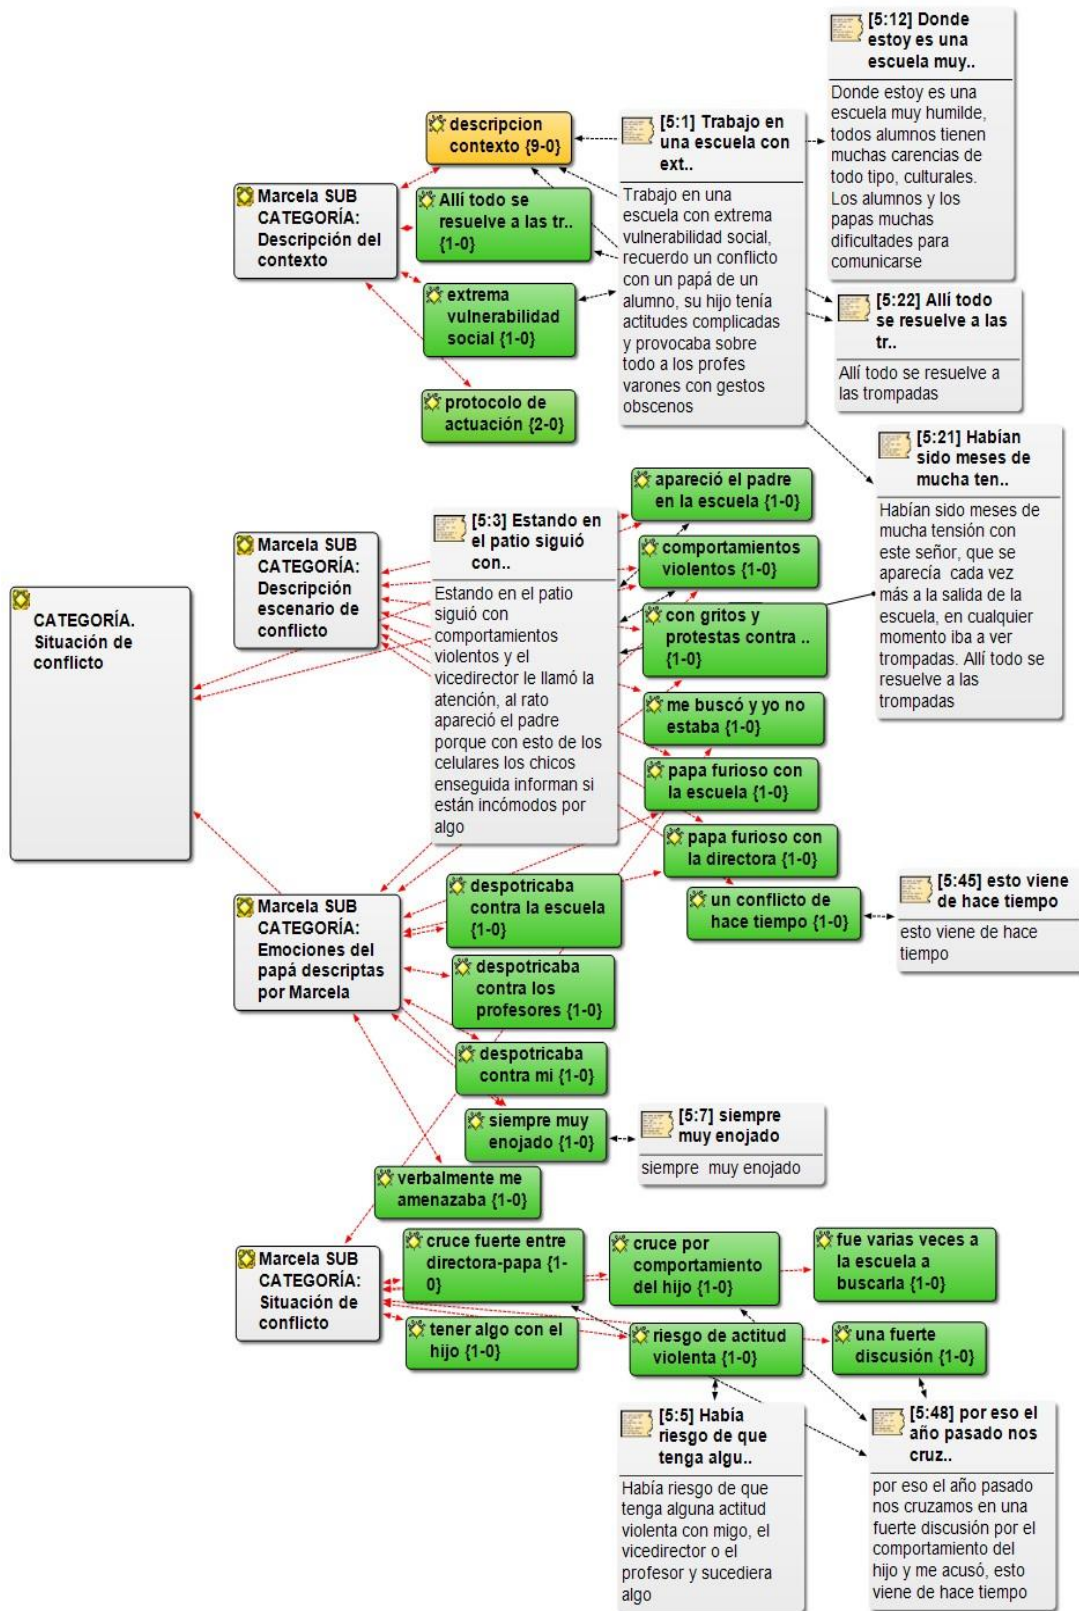 [5:12] Donde
estoy es una
escuela muy..
Donde estoy es una
escuela muy humilde,
todos alumnos tienen
muchas carencias de
todo tipo, culturales.
Los alumnos y los
papas muchas
dificultades para
comunicarse
descripcion
contexto {9-0}
[5:1] Trabajo en
una escuela con
ext..
Trabajo en una
escuela con extrema
vulnerabilidad social,
recuerdo un conflicto
con un papá de un
alumno, su hijo tenía
actitudes complicadas
y provocaba sobre
todo a los profes
varones con gestos
obscenos
Marcela SUB
CATEGORÍA:
Descripción del
contexto
Allí todo se
resuelve a las tr..
{1-0}
extrema
vulnerabilidad
social {1-0}
[5:22] Allí todo
se resuelve a las
tr..
Allí todo se resuelve a
las trompadas
protocolo de
actuación {2-0}
[5:21] Habían
sido meses de
mucha ten..
Habían sido meses de
mucha tensión con
este señor, que se
aparecía cada vez
más a la salida de la
escuela, en cualquier
momento iba a ver
trompadas. Allí todo se
resuelve a las
trompadas
apareció el padre
en la escuela {1-0}
[5:3] Estando en
el patio siguió
con..
Estando en el patio
siguió con
comportamientos
violentos y el
vicedirector le llamó la
atención, al rato
apareció el padre
porque con esto de los
celulares los chicos
enseguida informan si
están incómodos por
algo
Marcela SUB
CATEGORÍA:
Descripción
escenario de
conflicto
comportamientos
violentos {1-0}
CATEGORÍA.
Situación de
conflicto
con gritos y
protestas contra ..
{1-0}
me buscó y yo no
estaba {1-0}
papa furioso con
la escuela {1-0}
papa furioso con
la directora {1-0}
un conflicto de
hace tiempo {1-0}
[5:45] esto viene
de hace tiempo
esto viene de hace
tiempo
Marcela SUB
CATEGORÍA:
Emociones del
papá descriptas
por Marcela
despotricaba
contra la escuela
{1-0}
despotricaba
contra los
profesores {1-0}
despotricaba
contra mi {1-0}
siempre muy
enojado {1-0}
[5:7] siempre
muy enojado
siempre muy enojado
verbalmente me
amenazaba {1-0}
Marcela SUB
CATEGORÍA:
Situación de
conflicto
cruce fuerte entre
directora-papa {1-
0}
cruce por
comportamiento
del hijo {1-0}
fue varias veces a
la escuela a
buscarla {1-0}
tener algo con el
hijo {1-0}
riesgo de actitud
violenta {1-0}
una fuerte
discusión {1-0}
[5:5] Había
riesgo de que
tenga algu..
Había riesgo de que
tenga alguna actitud
violenta con migo, el
vicedirector o el
profesor y sucediera
algo
[5:48] por eso el
año pasado nos
cruz..
por eso el año pasado
nos cruzamos en una
fuerte discusión por el
comportamiento del
hijo y me acusó, esto
viene de hace tiempo